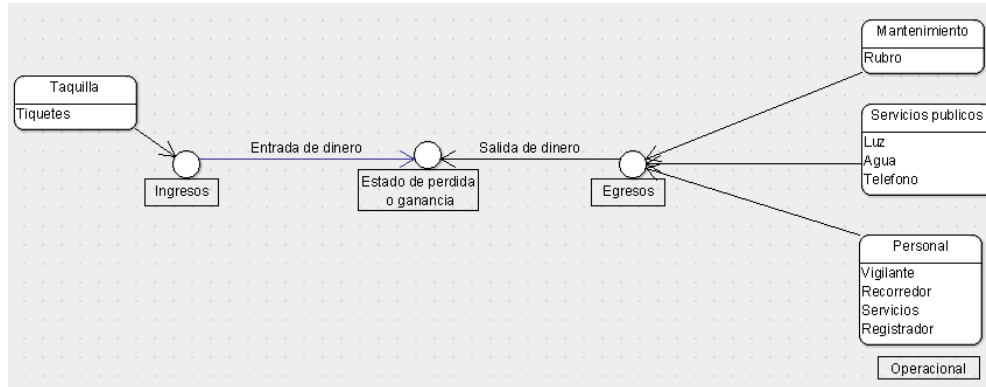 Taquilla
Tiquetes
Entrada de dinero
Ingresos
Estado de perdida
o ganancia
Salida de dinero
Egresos
Mantenimiento
Rubro
Servicios publicos
Luz
Agua
Telefono
Personal
Vigilante
Recorredor
Servicios
Registrador
Operacional